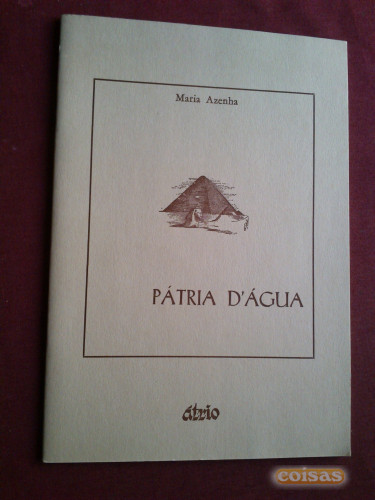 Maria Azenha
PÁTRIA D'ÁGUA
átrio
coisas